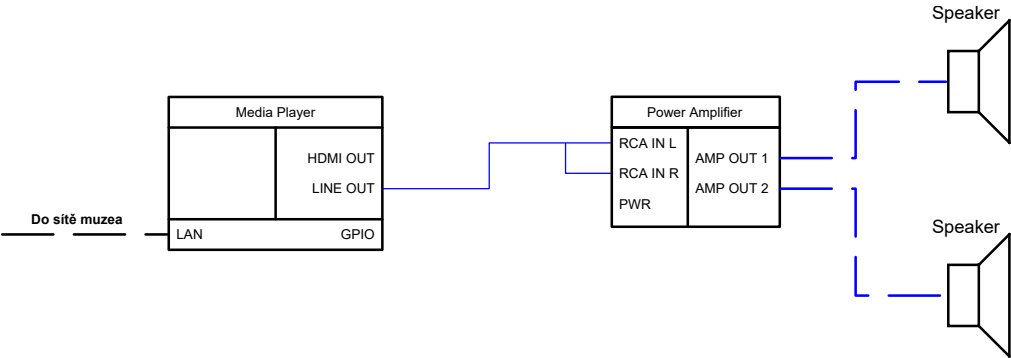 Speaker
Media Player
Power Amplifier
HDMI OUT
LINE OUT
RCA IN L
RCA IN R
PWR
AMP OUT 1
AMP OUT 2
Do sítě muzea
LAN
GPIO
Speaker